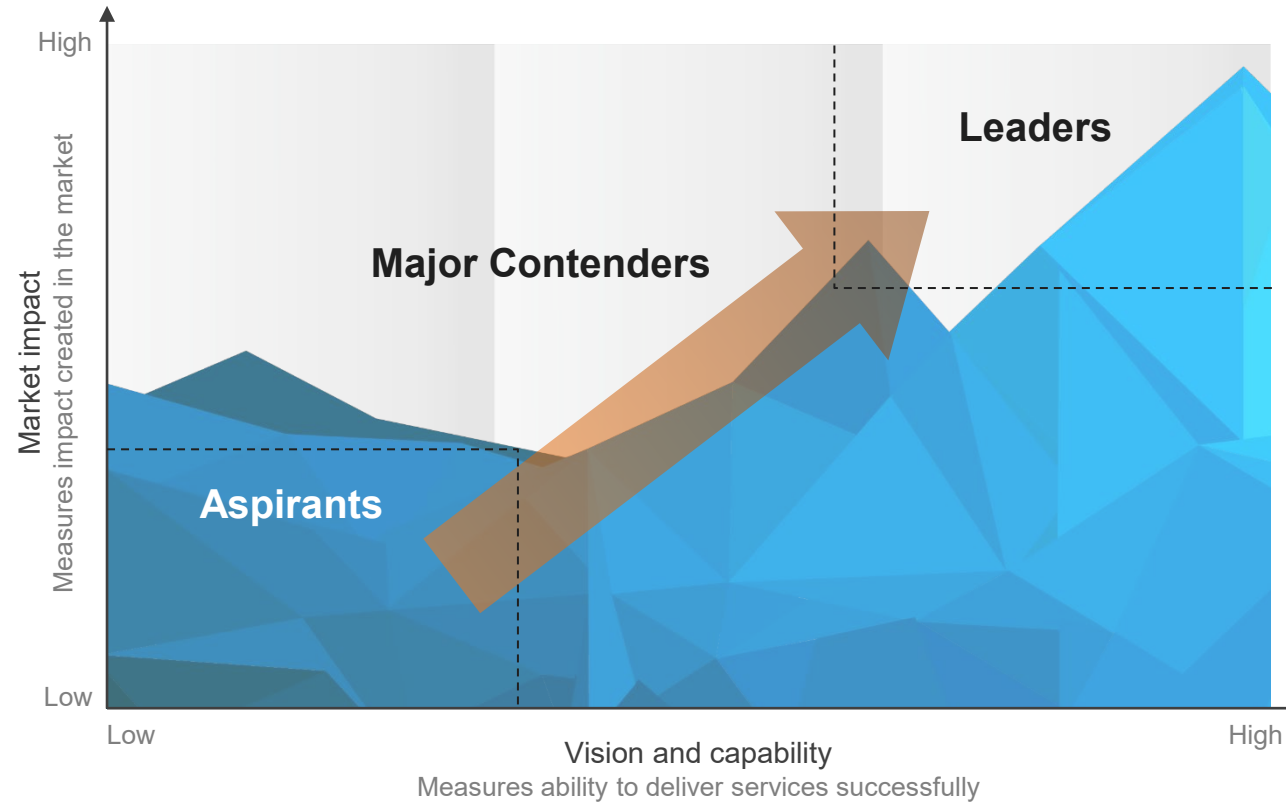 High
Leaders
Major Contenders
Market impact
Measures impact created in the market
Aspirants
Low
Low
High
Vision and capability
Measures ability to deliver services successfully